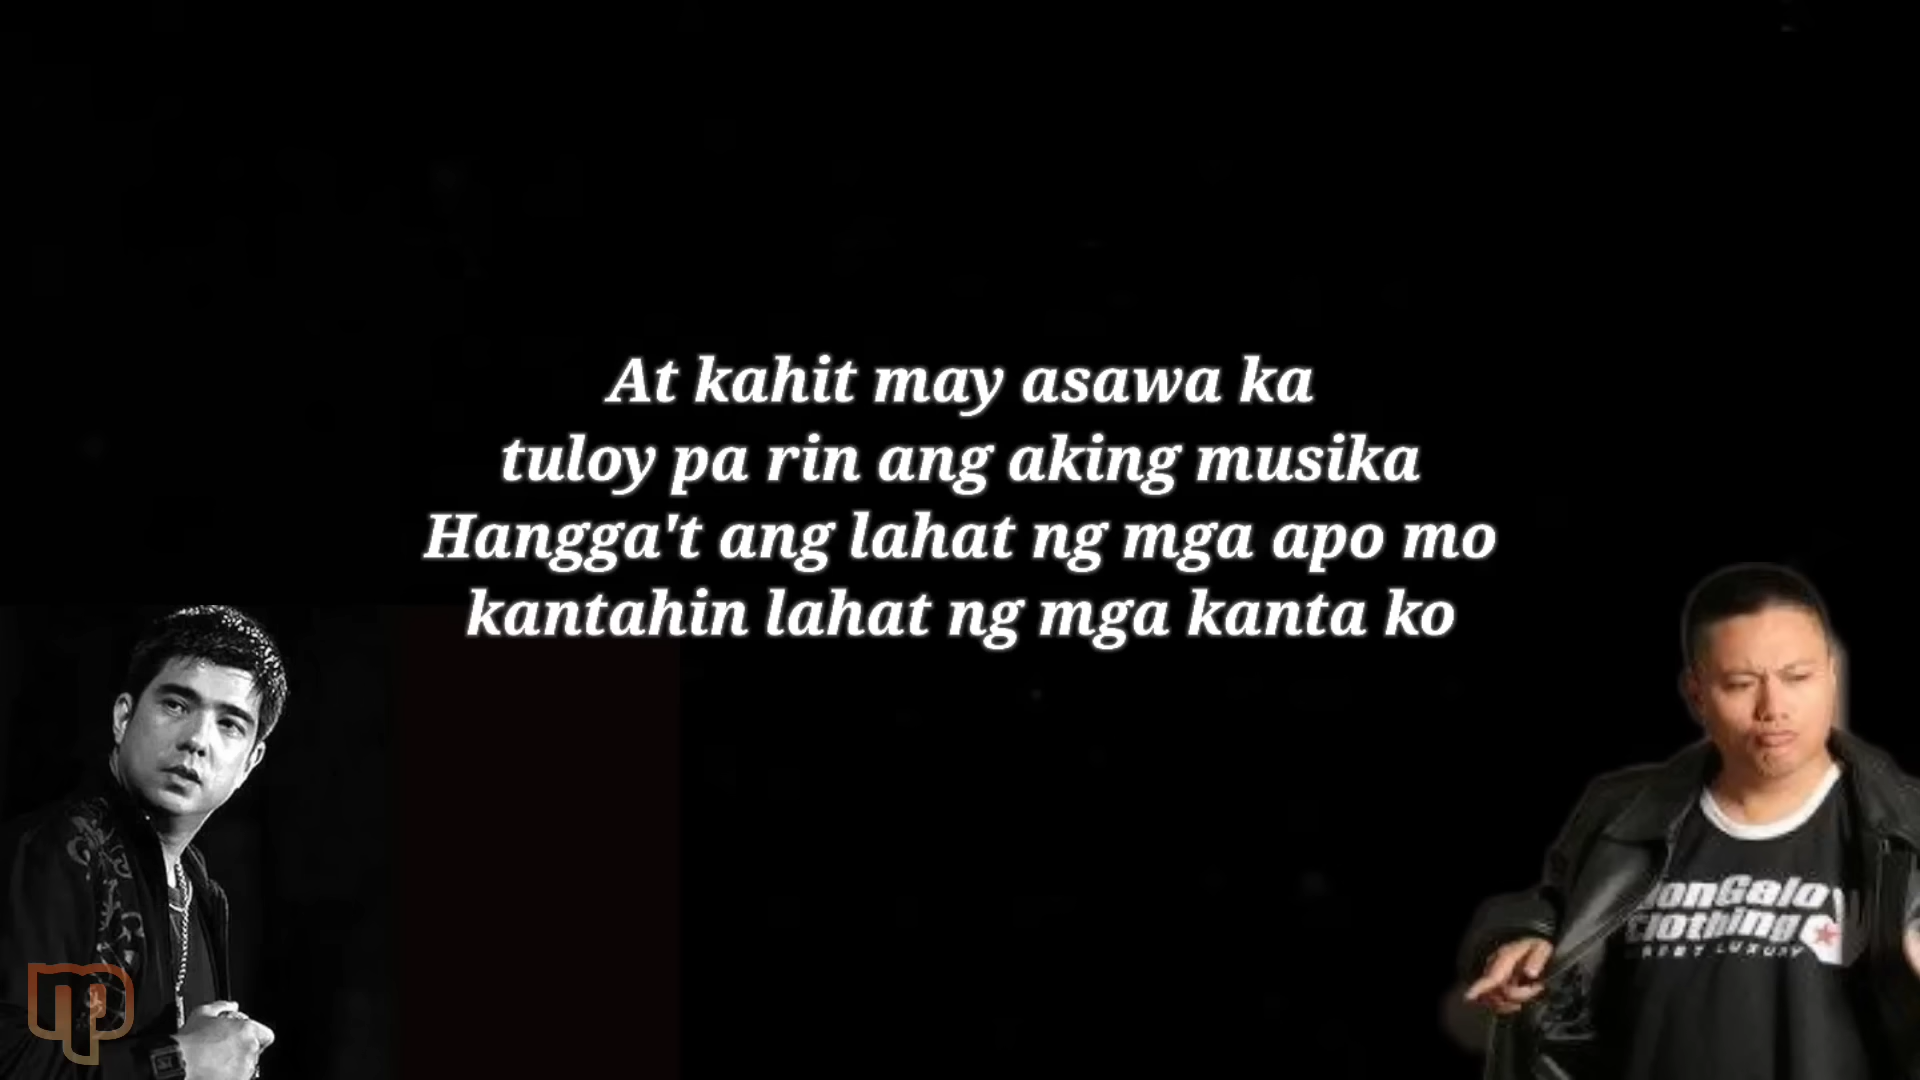 At kahit may asawa ka
tuloy pa rin ang aking musika
Hangga't ang lahat ng mga apo mo
kantahin lahat ng mga kanta ko
Clothing